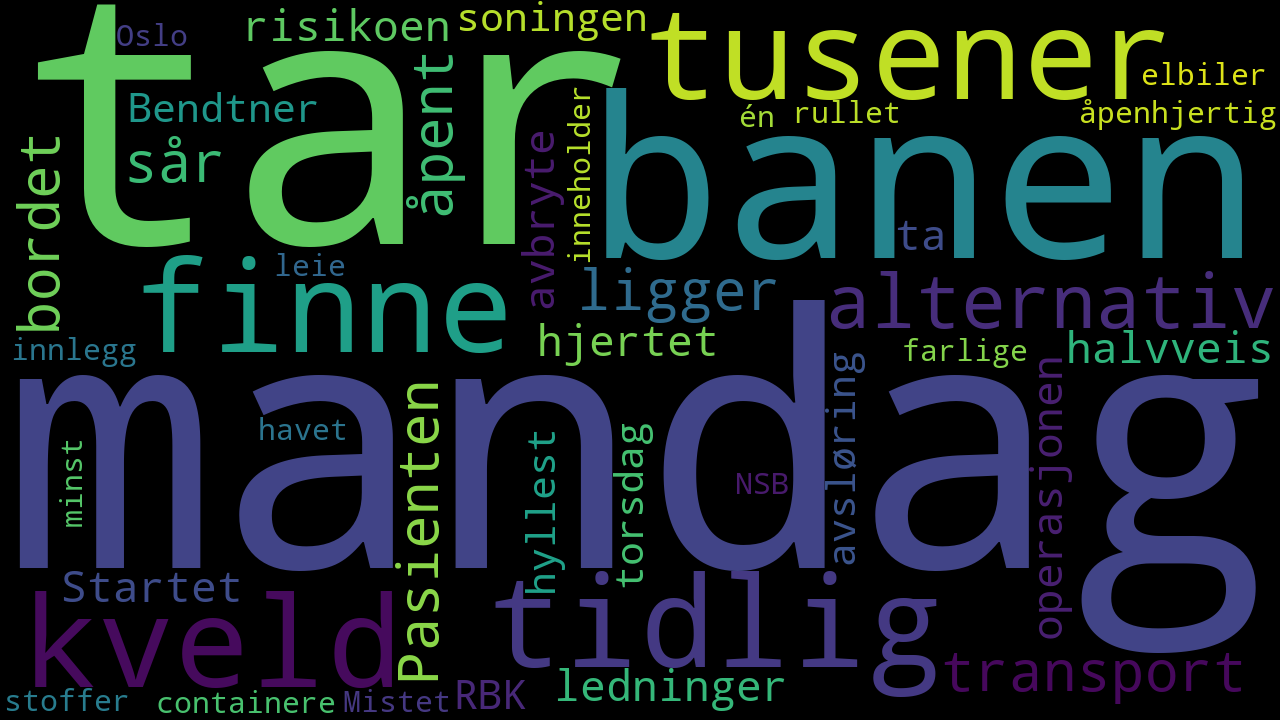 tar
Oslo
risikoen
soningen
tusener
elbiler
Bendtner
åpent
én
rullet
åpenhjertig
sår
inneholder
banen
bordet
avbryte
ta
leie
finne
ligger
alternativ
innlegg
hjertet
farlige
halvveis
mandag
havet
Pasienten
minst
hyllest
torsdag
NSB
avsløring
operasjonen
Startet
kveld
tidlig
transport
stoffer
containere
Mistet
RBK
ledninger